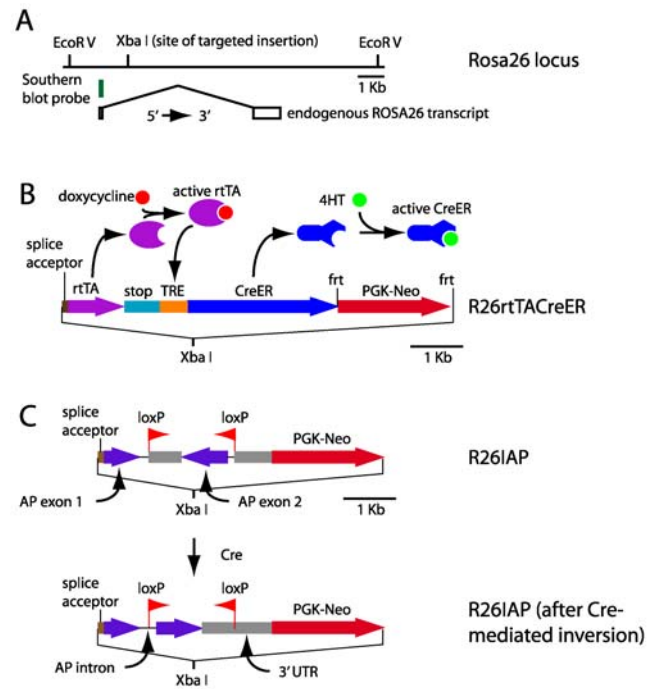 A
EcoR V
Xba I (site of targeted insertion)
EcoR V
Rosa26 locus
1 Kb
Southern
blot probe
5' 3'
endogenous ROSA26 transcript
B
doxycycline
active rtTA
4HT
active CreER
splice
acceptor
rtTA
stop
TRE
CreER
frt
PGK-Neo
frt
R26rtTACreER
Xba I
1 Kb
C
splice
acceptor
loxP
loxP
PGK-Neo
R26IAP
AP exon 1
Xba I
AP exon 2
1 Kb
Cre
splice
acceptor
loxP
loxP
PGK-Neo
R26IAP (after Cre-
mediated inversion)
AP intron
Xba I
3' UTR